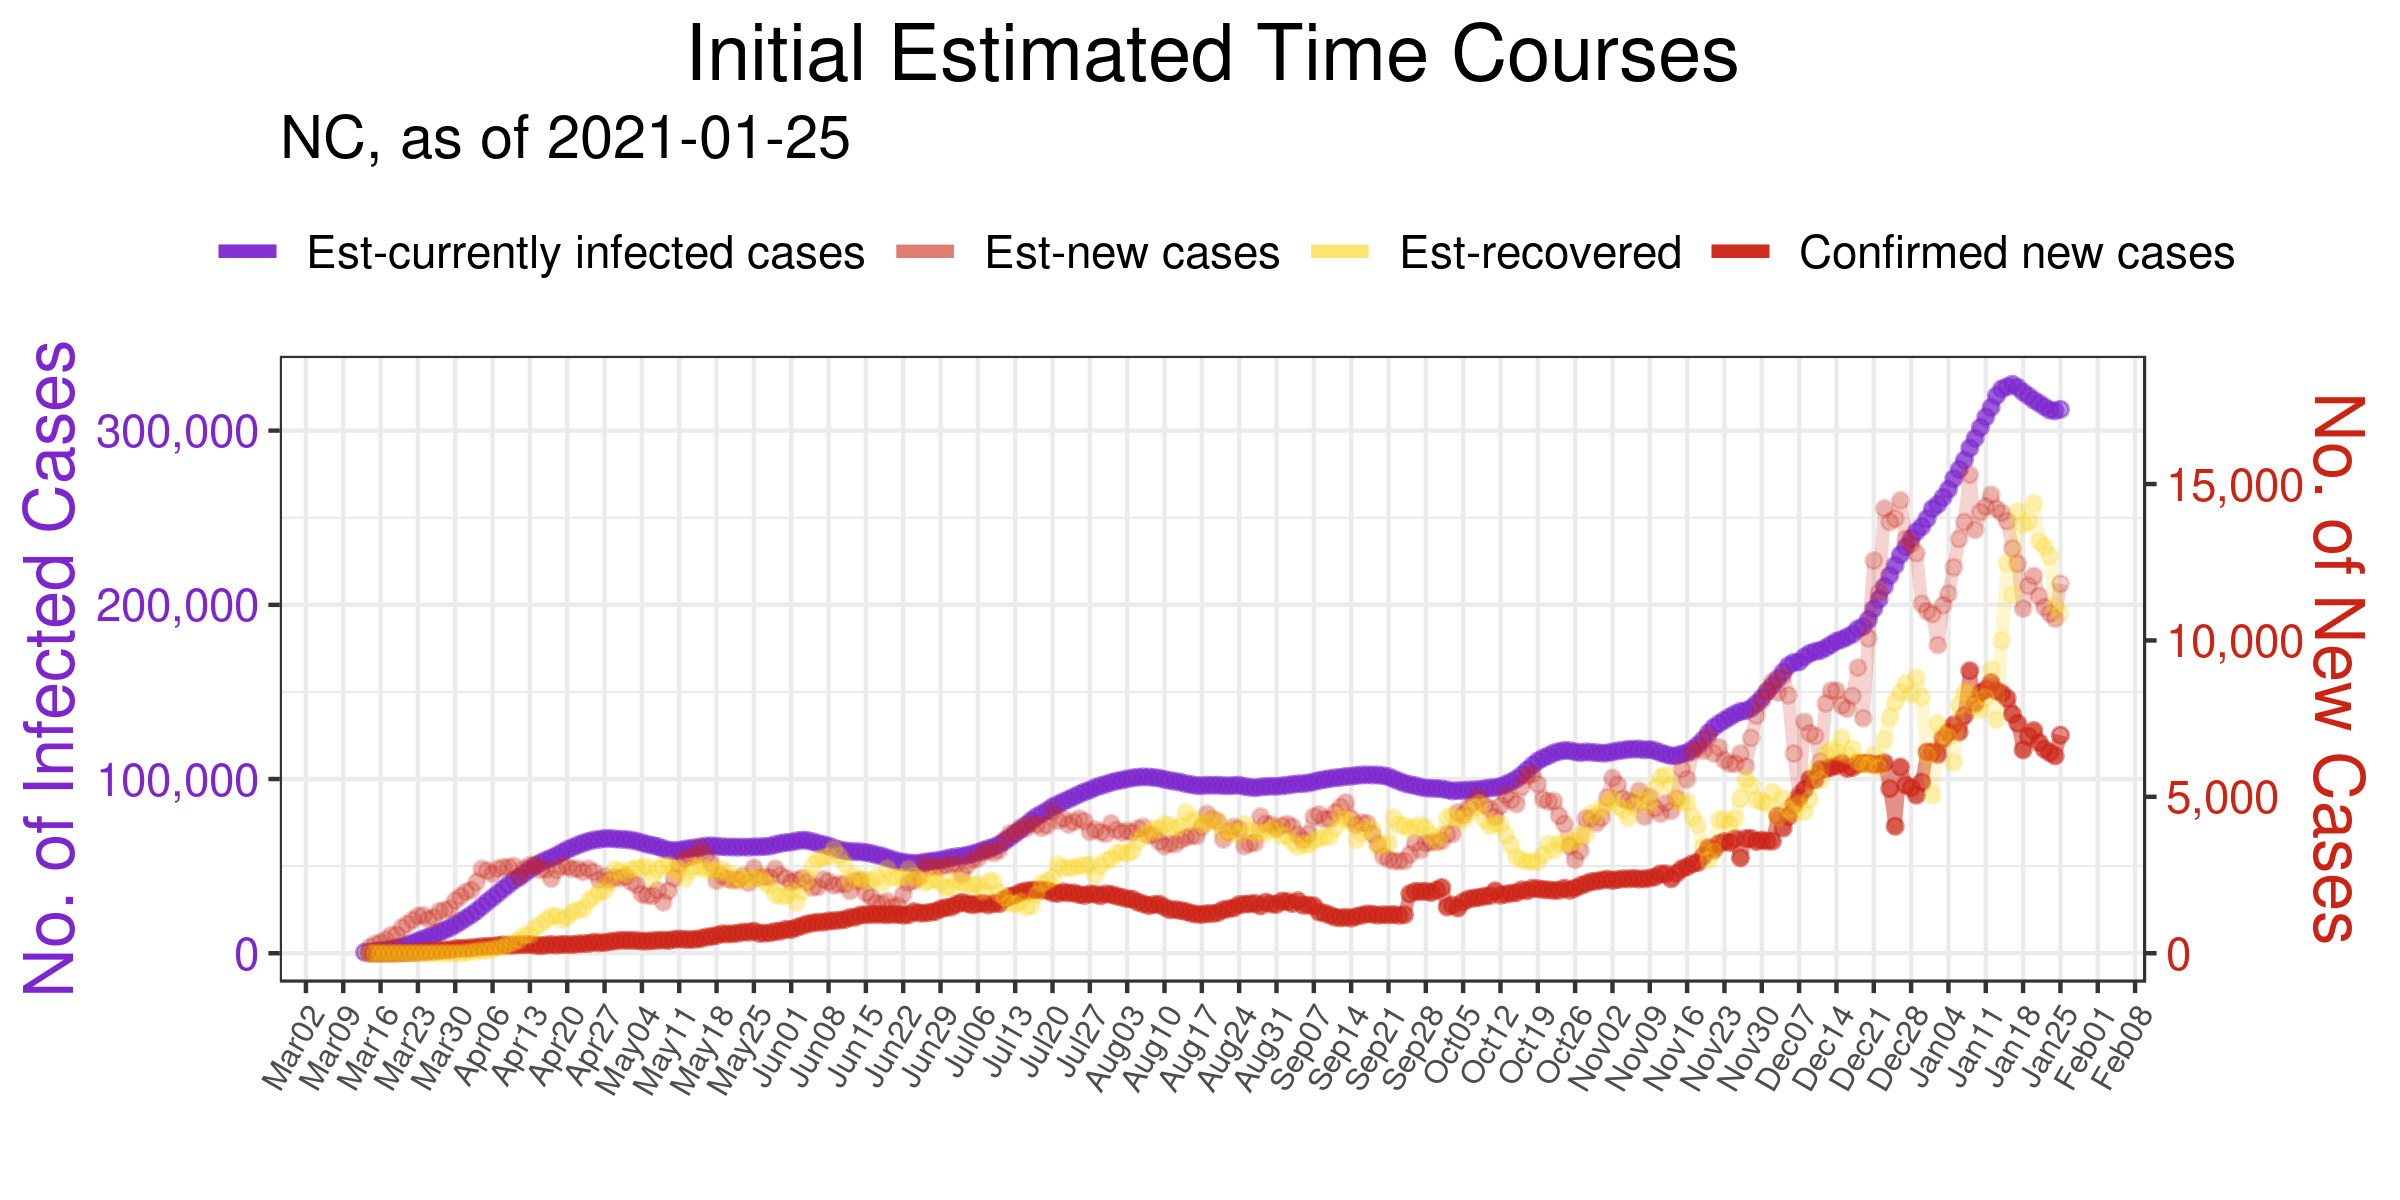 Initial Estimated Time Courses
NC, as of 2021-01-25
Est-currently infected cases Est-new cases Est-recovered Confirmed new cases
No. of Infected Cases
300,000
200,000
100,000
0
15,000
10,000
5,000
0
No. of New Cases
Mar02 Mar09 Mar16 Mar23 Mar30 Apr06 Apr13 Apr20 Apr27 May04 May11 May18 May25 Jun01 Jun08 Jun15 Jun22 Jun29 Jul06 Jul13 Jul20 Jul27 Aug03 Aug10 Aug17 Aug24 Aug31 Sep07 Sep14 Sep21 Sep28 Oct05 Oct12 Oct19 Oct26 Nov02 Nov09 Nov16 Nov23 Nov30 Dec07 Dec14 Dec21 Dec28 Jan04 Jan11 Jan18 Jan25 Feb01 Feb08